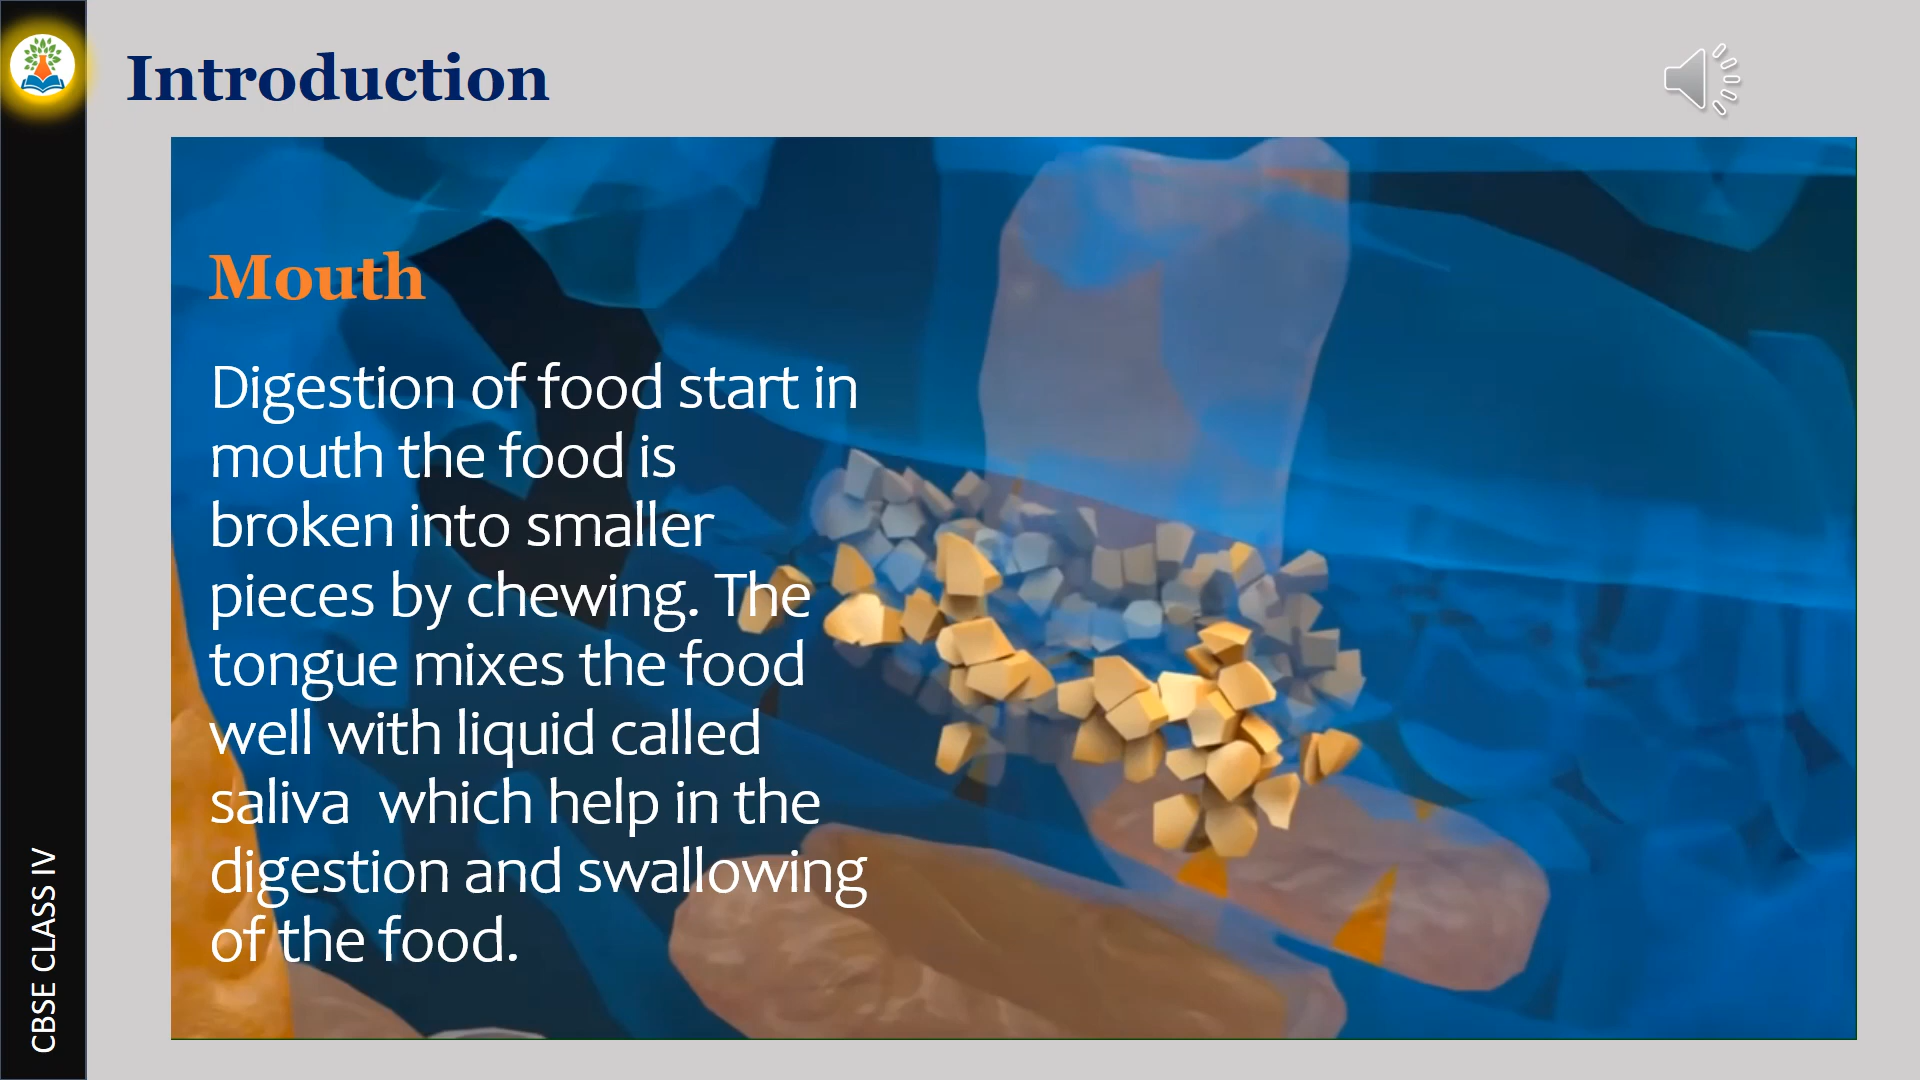 Introduction
Mouth
Digestion of food start in
mouth the food is
broken into smaller
pieces by chewing. The
tongue mixes the food
well with liquid called
saliva  which help in the
digestion and swallowing
of the food.
CBSE CLASS IV